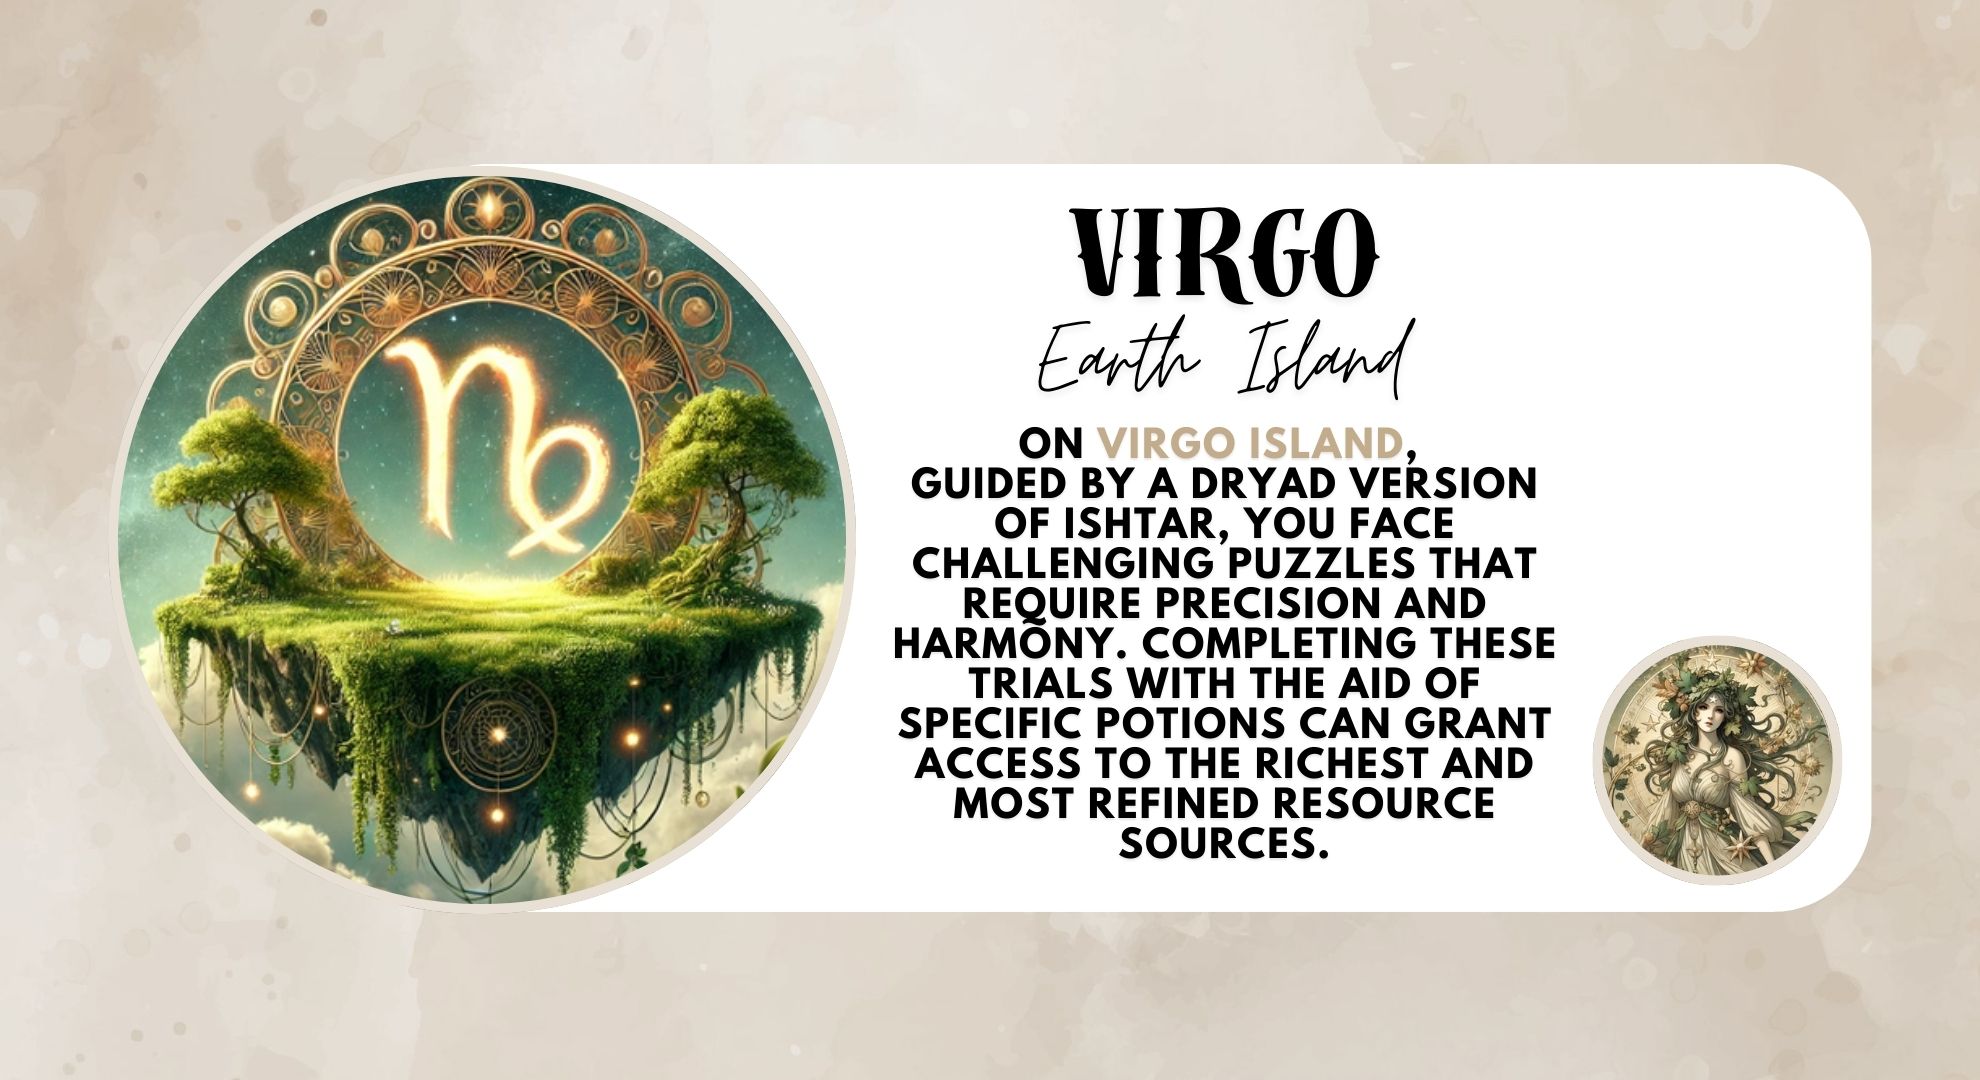 VIRGO
Earth Island
ON VIRGO ISLAND,
GUIDED BY A DRYAD VERSION
OF ISHTAR, YOU FACE
CHALLENGING PUZZLES THAT
REQUIRE PRECISION AND
HARMONY. COMPLETING THESE
TRIALS WITH THE AID OF
SPECIFIC POTIONS CAN GRANT
ACCESS TO THE RICHEST AND
MOST REFINED RESOURCE
SOURCES.